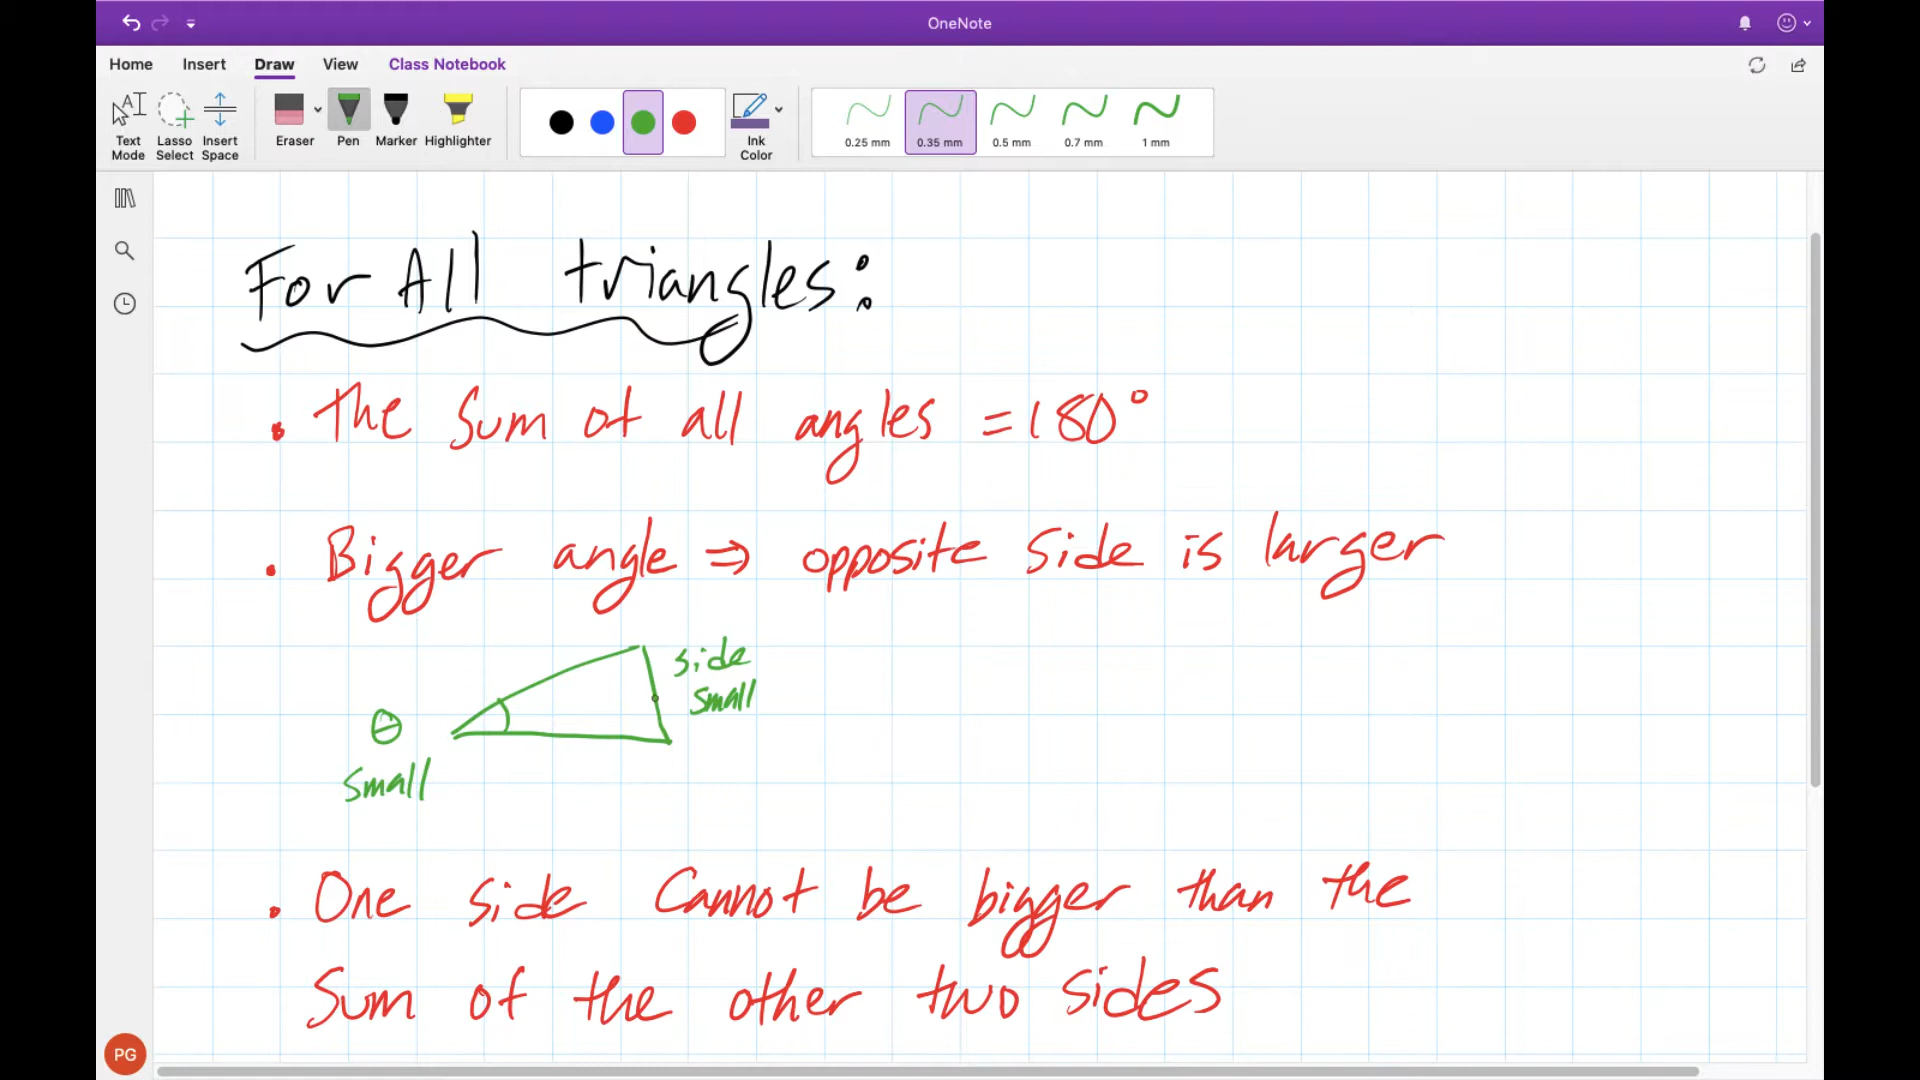 OneNote
Home Insert Draw View Class Notebook
Text Mode
Lasso Select
Insert Space
Eraser
Pen
Marker
Highlighter
Ink Color
0.25 mm
0.35 mm
0.5 mm
0.7 mm
1 mm
For All triangles:
• The sum of all angles = 180°
• Bigger angle ⇒ opposite side is larger
side
small
θ
small
• One side cannot be bigger than the
sum of the other two sides
PG